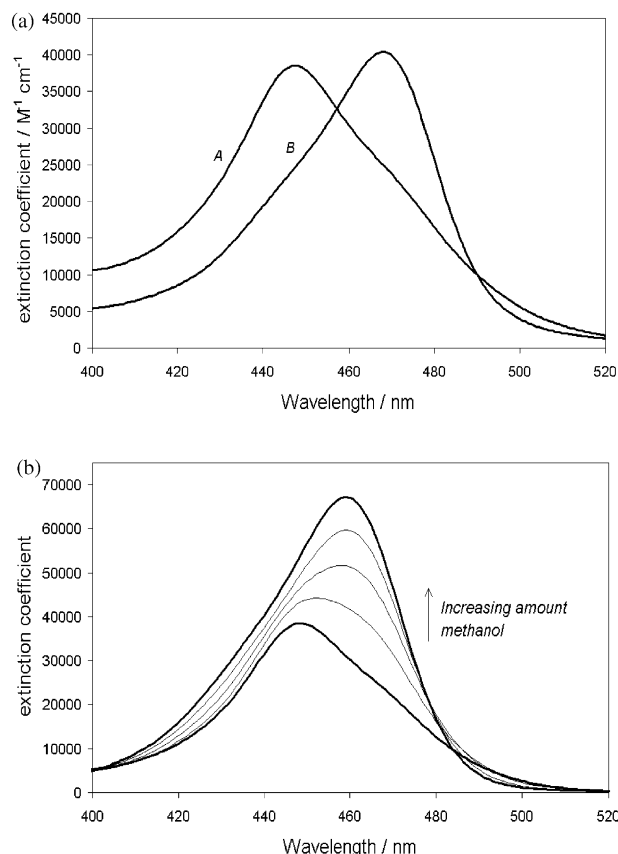 (a)
45000
40000
35000
30000
25000
20000
15000
10000
5000
0
extinction coefficient / M⁻¹ cm⁻¹
A
B
400 420 440 460 480 500 520
Wavelength / nm
(b)
70000
60000
50000
40000
30000
20000
10000
0
extinction coefficient
Increasing amount
methanol
400 420 440 460 480 500 520
Wavelength / nm